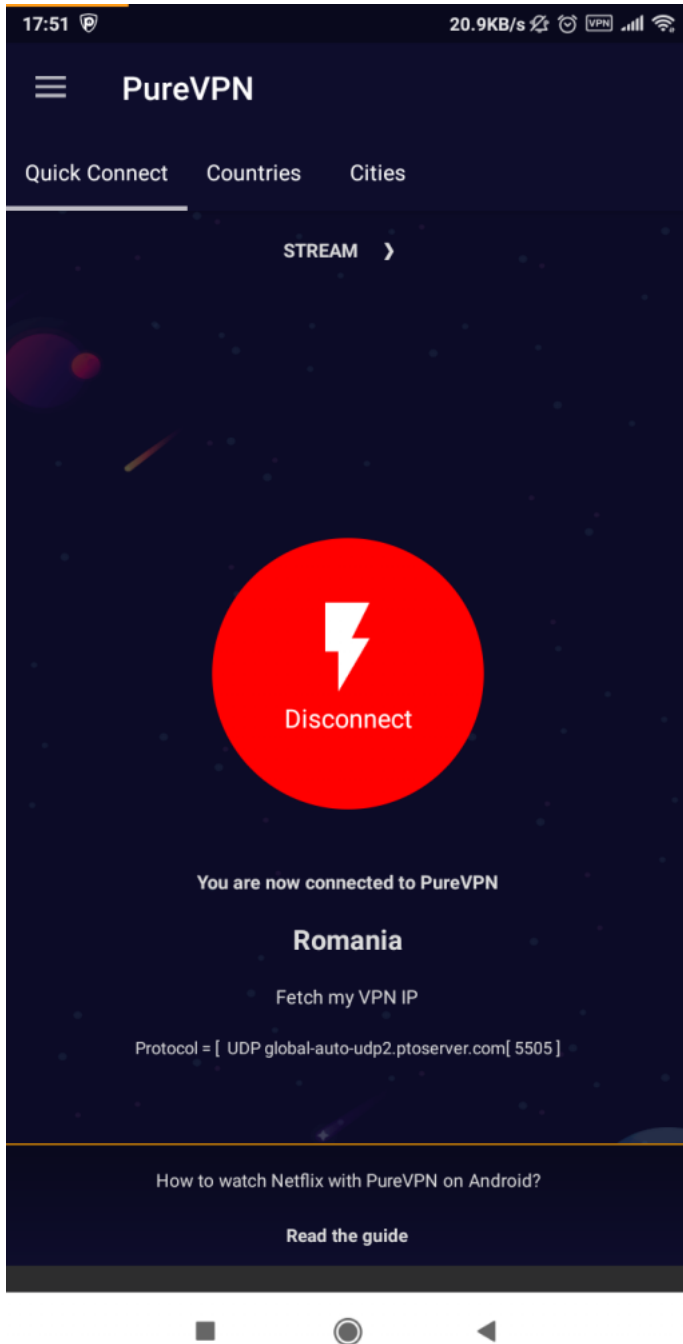 17:51 20.9KB/s VPN
PureVPN
Quick Connect Countries Cities
STREAM ❯
Disconnect
You are now connected to PureVPN
Romania
Fetch my VPN IP
Protocol = [ UDP global-auto-udp2.ptoserver.com[ 5505 ]
How to watch Netflix with PureVPN on Android?
Read the guide